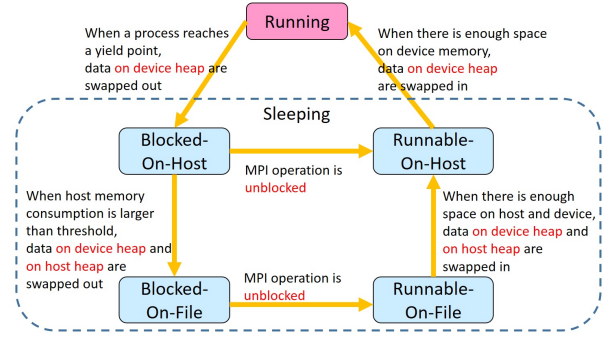 Running
When a process reaches
a yield point,
data on device heap are
swapped out
When there is enough space
on device memory,
data on device heap
are swapped in
Sleeping
Blocked-
On-Host
MPI operation is
unblocked
Runnable-
On-Host
When host memory
consumption is larger
than threshold,
data on device heap and
on host heap are
swapped out
When there is enough
space on host and device,
data on device heap and
on host heap are
swapped in
Blocked-
On-File
MPI operation is
unblocked
Runnable-
On-File